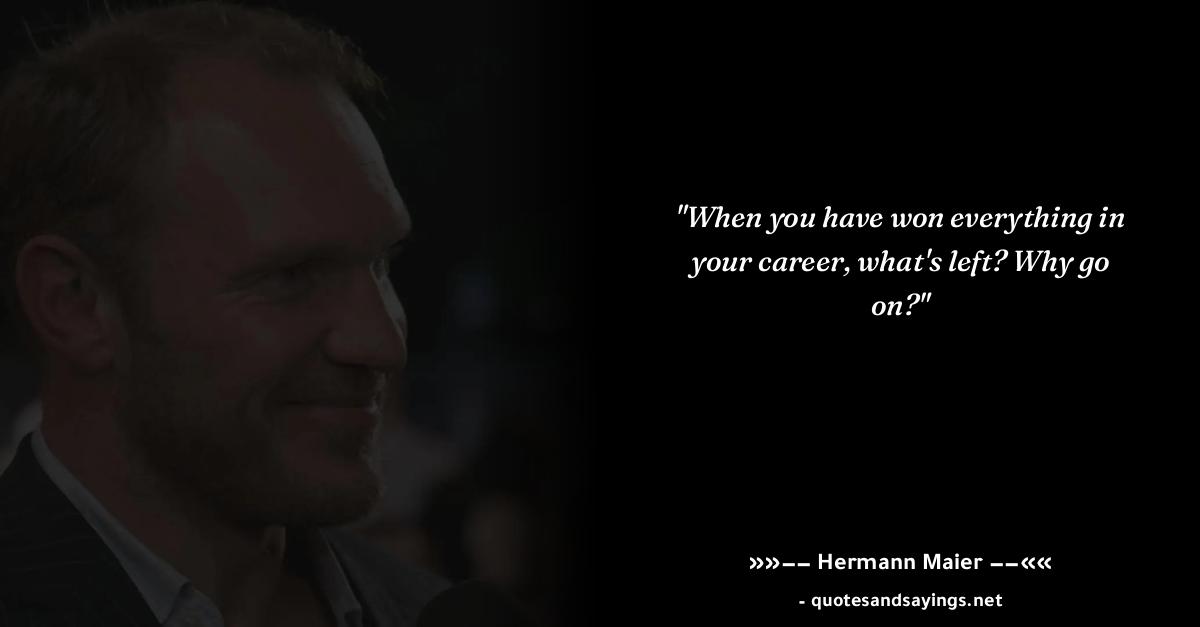 "When you have won everything in
your career, what's left? Why go
on?"
»»−− Hermann Maier −−««
- quotesandsayings.net